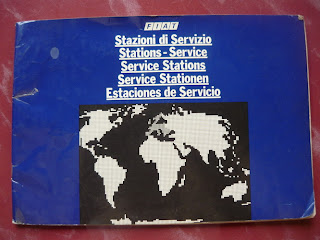 FIAT
Stazioni di Servizio
Stations-Service
Service Stations
Service Stationen
Estaciones de Servicio